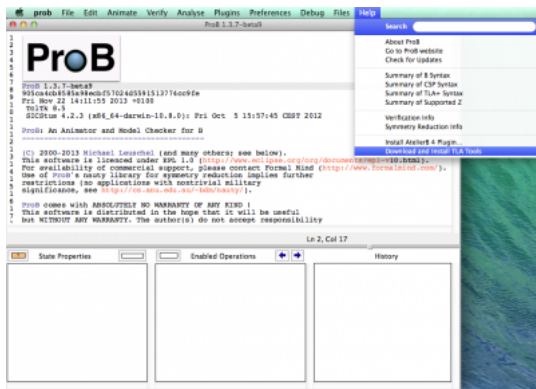 prob File Edit Animate Verify Analyse Plugins Preferences Debug Files Help
ProB 1.3.7-beta9
Search
About ProB
Go to ProB website
Check for Updates
Summary of B Syntax
Summary of CSP Syntax
Summary of TLA+ Syntax
Summary of Supported Z
Verification Info
Symmetry Reduction Info
Install AtelierB Plugin...
Download and Install TLA Tools
ProB
ProB 1.3.7-beta9
Fri Nov 22 14:11:55 2013 +0100
TclTk 8.5
SICStus 4.2.3 (x86_64-darwin-10.8.0): Fri Oct 5 15:57:45 CEST 2012
ProB: An Animator and Model Checker for B
(C) 2000-2013 Michael Leuschel (and many others; see below).
This software is licenced under EPL 1.0 (http://www.eclipse.org/org/documents/epl-v10.html).
For availability of commercial support, please contact Formal Mind (http://www.formalmind.com/).
Use of ProB's nauty library for symmetry reduction implies further
restrictions (no applications with nontrivial military
significance, see http://cs.anu.edu.au/~bdm/nauty/).
ProB comes with ABSOLUTELY NO WARRANTY OF ANY KIND !
This software is distributed in the hope that it will be useful
but WITHOUT ANY WARRANTY. The author(s) do not accept responsibility
Ln 2, Col 17
State Properties
Enabled Operations
History